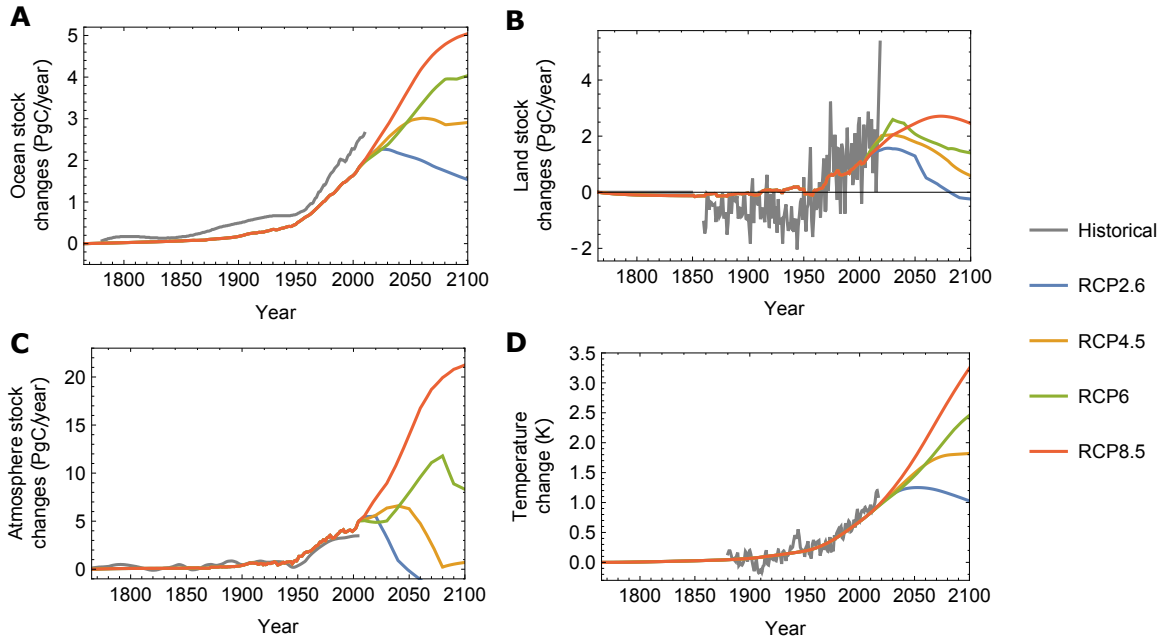 A
Ocean stock
changes (PgC/year)
5
4
3
2
1
0
1800 1850 1900 1950 2000 2050 2100
Year
B
Land stock
changes (PgC/year)
4
2
0
-2
1800 1850 1900 1950 2000 2050 2100
Year
C
Atmosphere stock
changes (PgC/year)
20
15
10
5
0
1800 1850 1900 1950 2000 2050 2100
Year
D
Temperature
change (K)
3.5
3.0
2.5
2.0
1.5
1.0
0.5
0.0
1800 1850 1900 1950 2000 2050 2100
Year
Historical
RCP2.6
RCP4.5
RCP6
RCP8.5